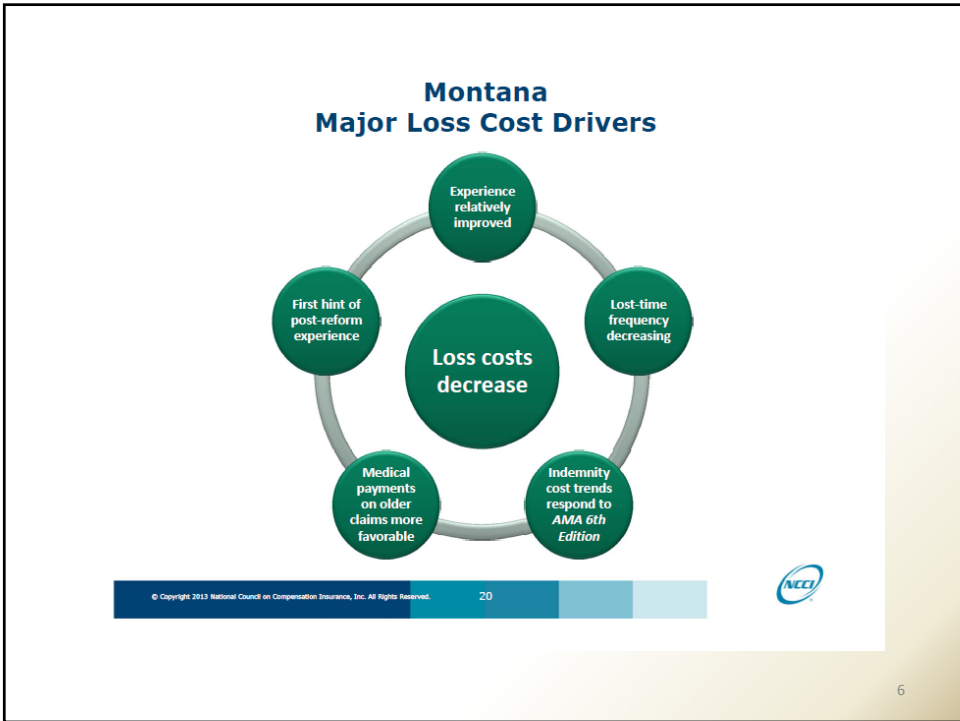 Montana
Major Loss Cost Drivers
Experience
relatively
improved
First hint of
post-reform
experience
Lost-time
frequency
decreasing
Loss costs
decrease
Medical
payments
on older
claims more
favorable
Indemnity
cost trends
respond to
AMA 6th
Edition
© Copyright 2013 National Council on Compensation Insurance, Inc. All Rights Reserved.
20
NCCI
6